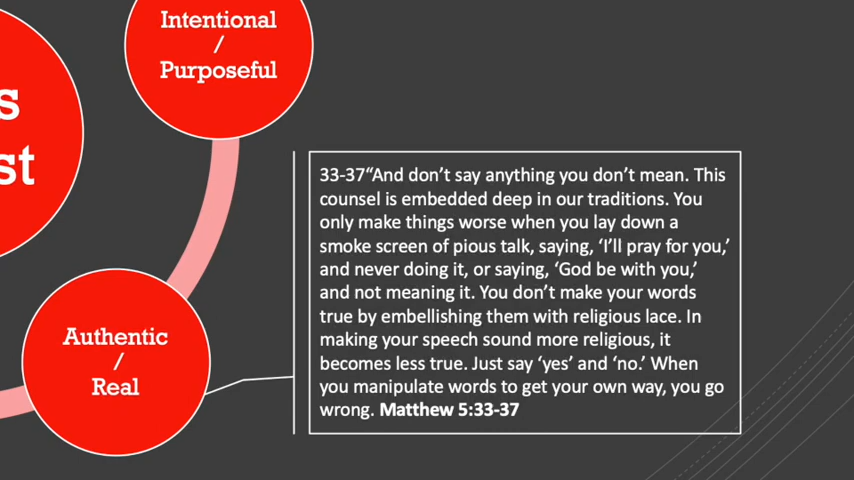 Intentional
/
Purposeful
s
st
33-37“And don’t say anything you don’t mean. This
counsel is embedded deep in our traditions. You
only make things worse when you lay down a
smoke screen of pious talk, saying, ‘I’ll pray for you,’
and never doing it, or saying, ‘God be with you,’
and not meaning it. You don’t make your words
true by embellishing them with religious lace. In
making your speech sound more religious, it
becomes less true. Just say ‘yes’ and ‘no.’ When
you manipulate words to get your own way, you go
wrong. Matthew 5:33-37
Authentic
/
Real